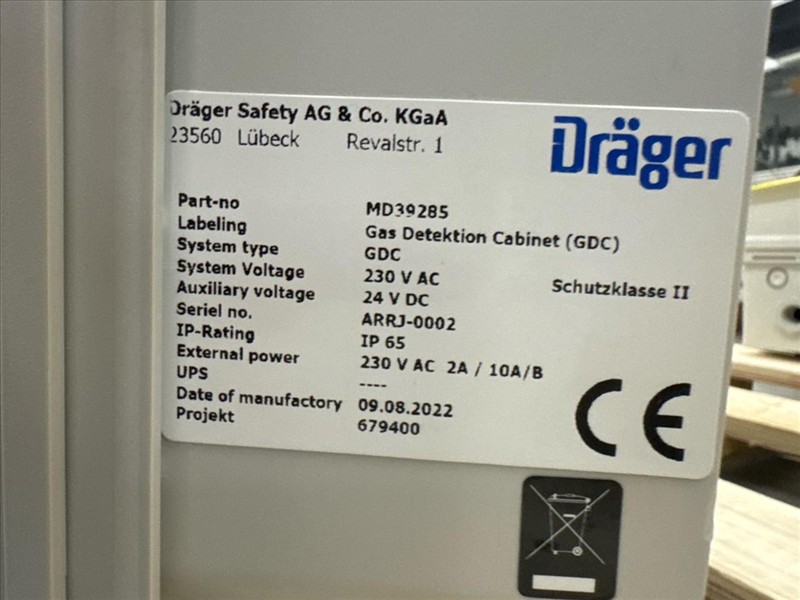 Dräger Safety AG & Co. KGaA
23560 Lübeck Revalstr. 1
Dräger
Part-no MD39285
Labeling Gas Detektion Cabinet (GDC)
System type GDC
System Voltage 230 V AC Schutzklasse II
Auxiliary voltage 24 V DC
Seriel no. ARRJ-0002
IP-Rating IP 65
External power 230 V AC 2A / 10A/B
UPS ----
Date of manufactory 09.08.2022
Projekt 679400
CE